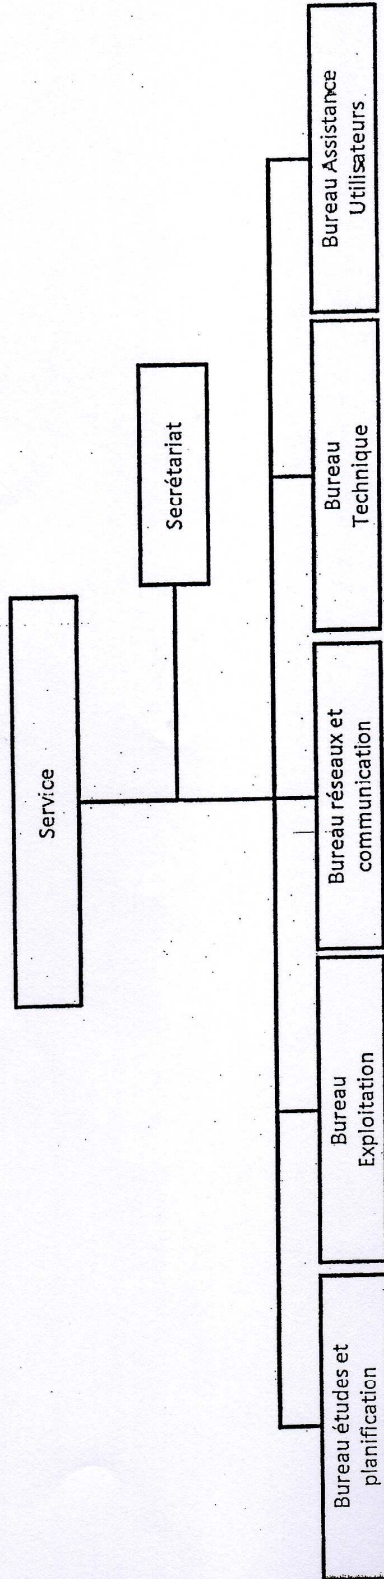 Service
Secrétariat
Bureau études et
planification
Bureau
Exploitation
Bureau réseaux et
communication
Bureau
Technique
Bureau Assistance
Utilisateurs